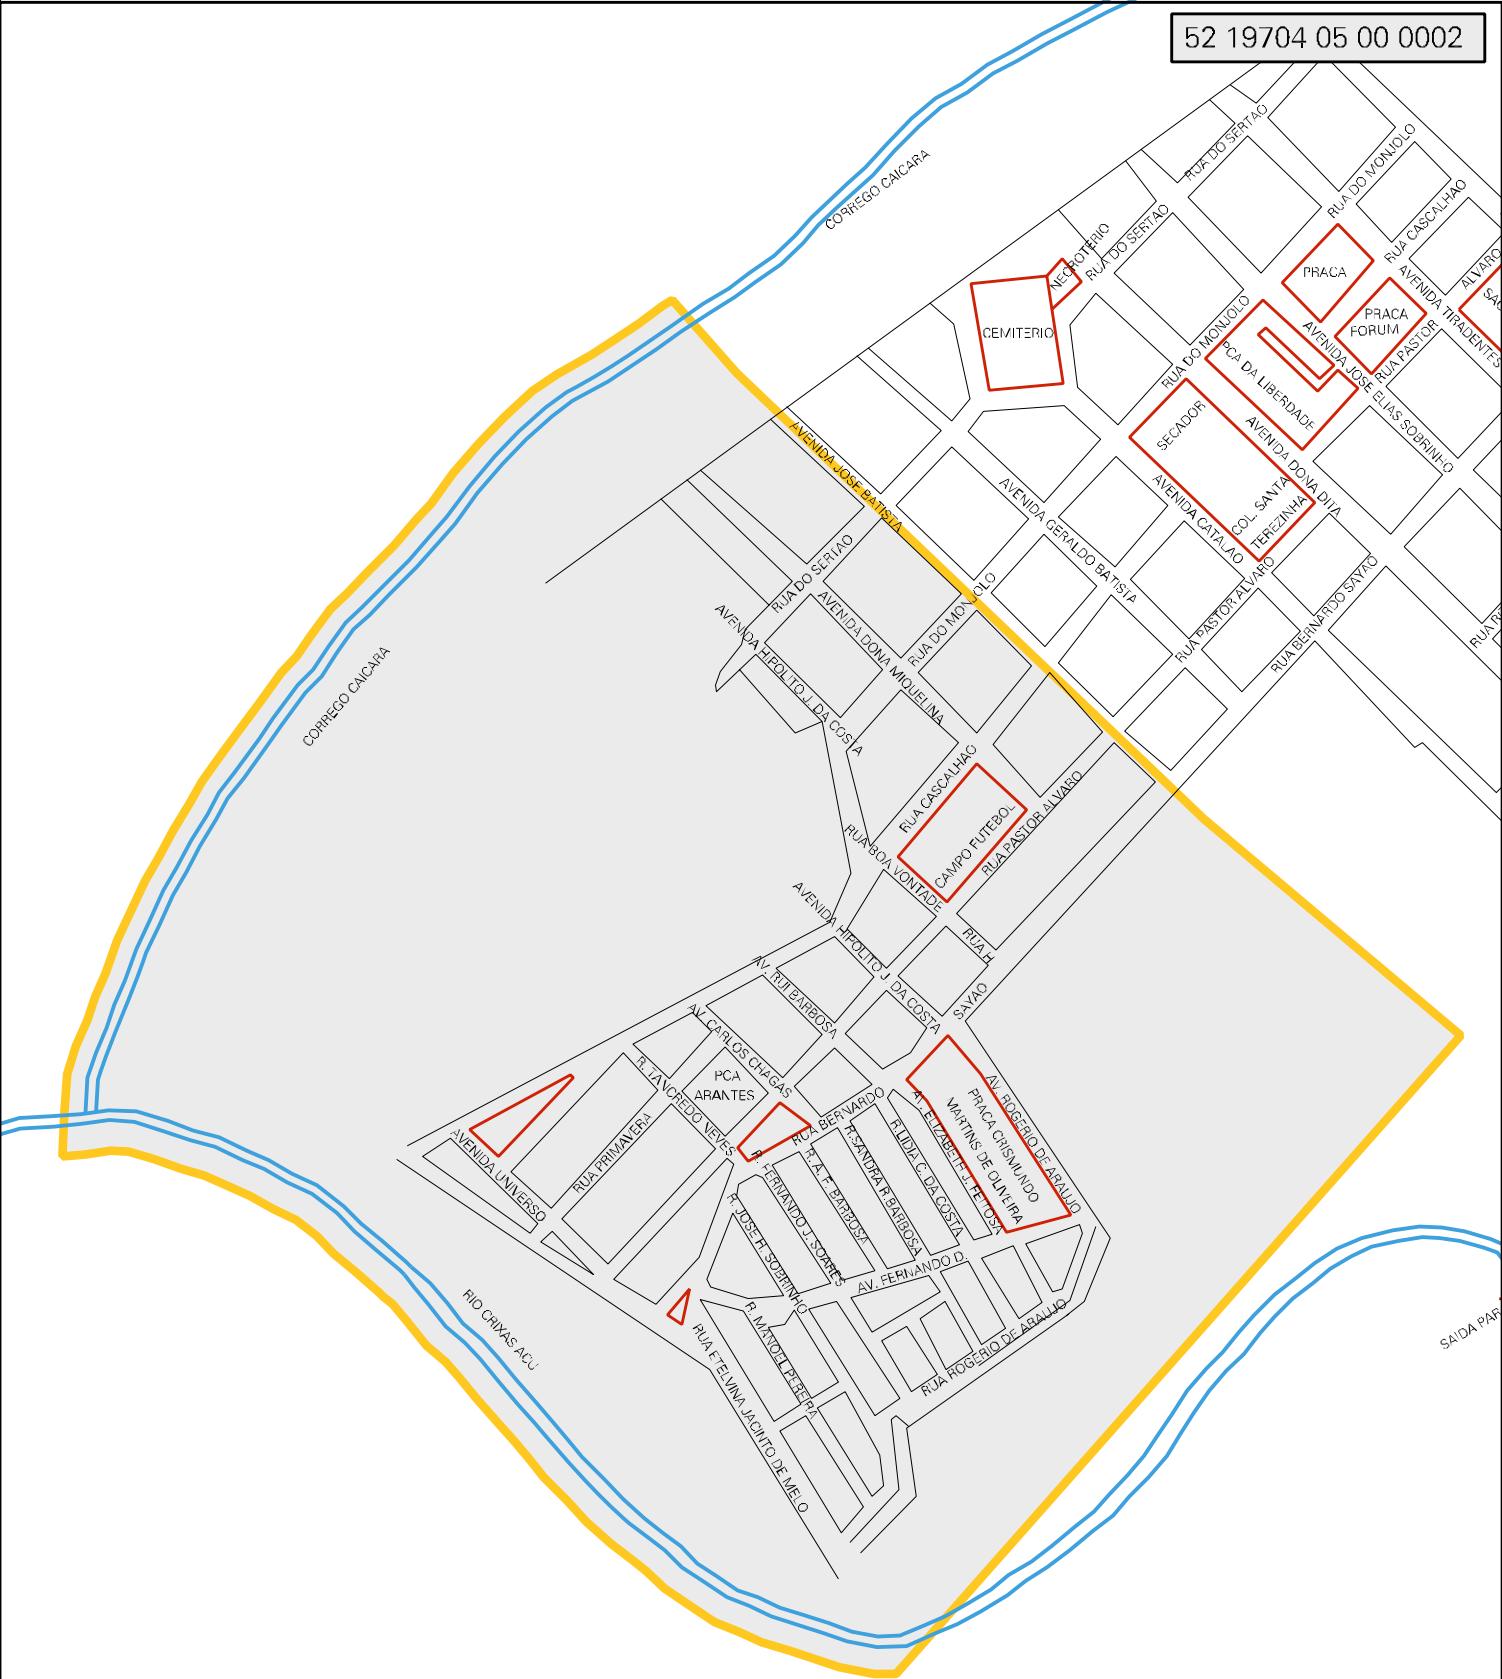 52 19704 05 00 0002
CORREGO CAICARA
RUA DO SERTAO
RUA DO MONJOLO
RUA CASCALHAO
NECROTERIO
RUA DO SERTAO
PRACA
AVENIDA TIRADENTES
ALVARO
CEMITERIO
PRACA
FORUM
RUA PASTOR
RUA DO MONJOLO
AVENIDA JOSE ELIAS SOBRINHO
PCA DA LIBERDADE
SECADOR
AVENIDA DONA DITA
COL. SANTA
TEREZINHA
AVENIDA CATALAO
AVENIDA JOSE BATISTA
AVENIDA GERALDO BATISTA
RUA PASTOR ALVARO
RUA BERNARDO SAYAO
RUA DO SERTAO
RUA DO MONJOLO
AVENIDA DONA MIQUELINA
AVENIDA HIPOLITO J. DA COSTA
CORREGO CAICARA
RUA CASCALHAO
CAMPO FUTEBOL
RUA PASTOR ALVARO
RUA BOA VONTADE
AVENIDA HIPOLITO J. DA COSTA
RUA H
SAYAO
AV. RUI BARBOSA
AV. CARLOS CHAGAS
PCA
ARANTES
R. TANCREDO NEVES
RUA BERNARDO
AV. ROGERIO DE ARAUJO
PRACA CRISMUNDO
MARTINS DE OLIVEIRA
AV. ELIZABETH J. FEITOSA
R. LIDIA C. DA COSTA
R.SANDRA R.BARBOSA
R. A. F. BARBOSA
R. FERNANDO J. SOARES
R. JOSE H. SOBRINHO
RUA PRIMAVERA
AVENIDA UNIVERSO
AV. FERNANDO D.
RUA ROGERIO DE ARAUJO
R. MANOEL PEREIRA
RUA ETELVINA JACINTO DE MELO
RIO CRIXAS ACU
SAIDA PAR